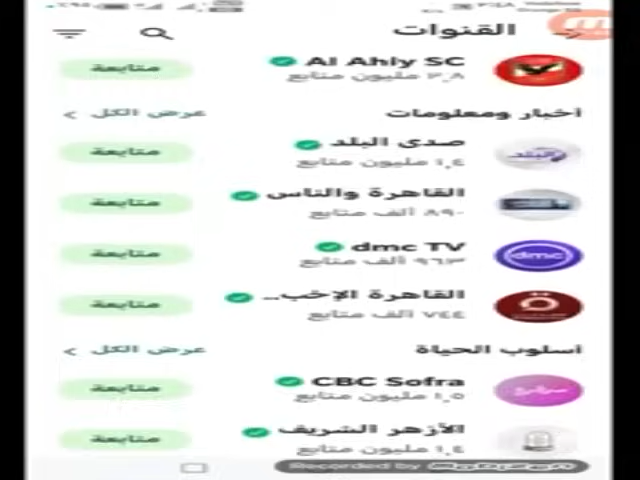 القنوات
Al Ahly SC
٣,٨ مليون متابع
متابعة
أخبار ومعلومات
عرض الكل
صدى البلد
١,٤ مليون متابع
متابعة
القاهرة والناس
٨٩٠ ألف متابع
متابعة
dmc TV
dmc
٩٦٣ ألف متابع
متابعة
القاهرة الإخب...
٧٤٤ ألف متابع
متابعة
أسلوب الحياة
عرض الكل
CBC Sofra
١,٥ مليون متابع
متابعة
الأزهر الشريف
١,٤ مليون متابع
متابعة
Recorded by